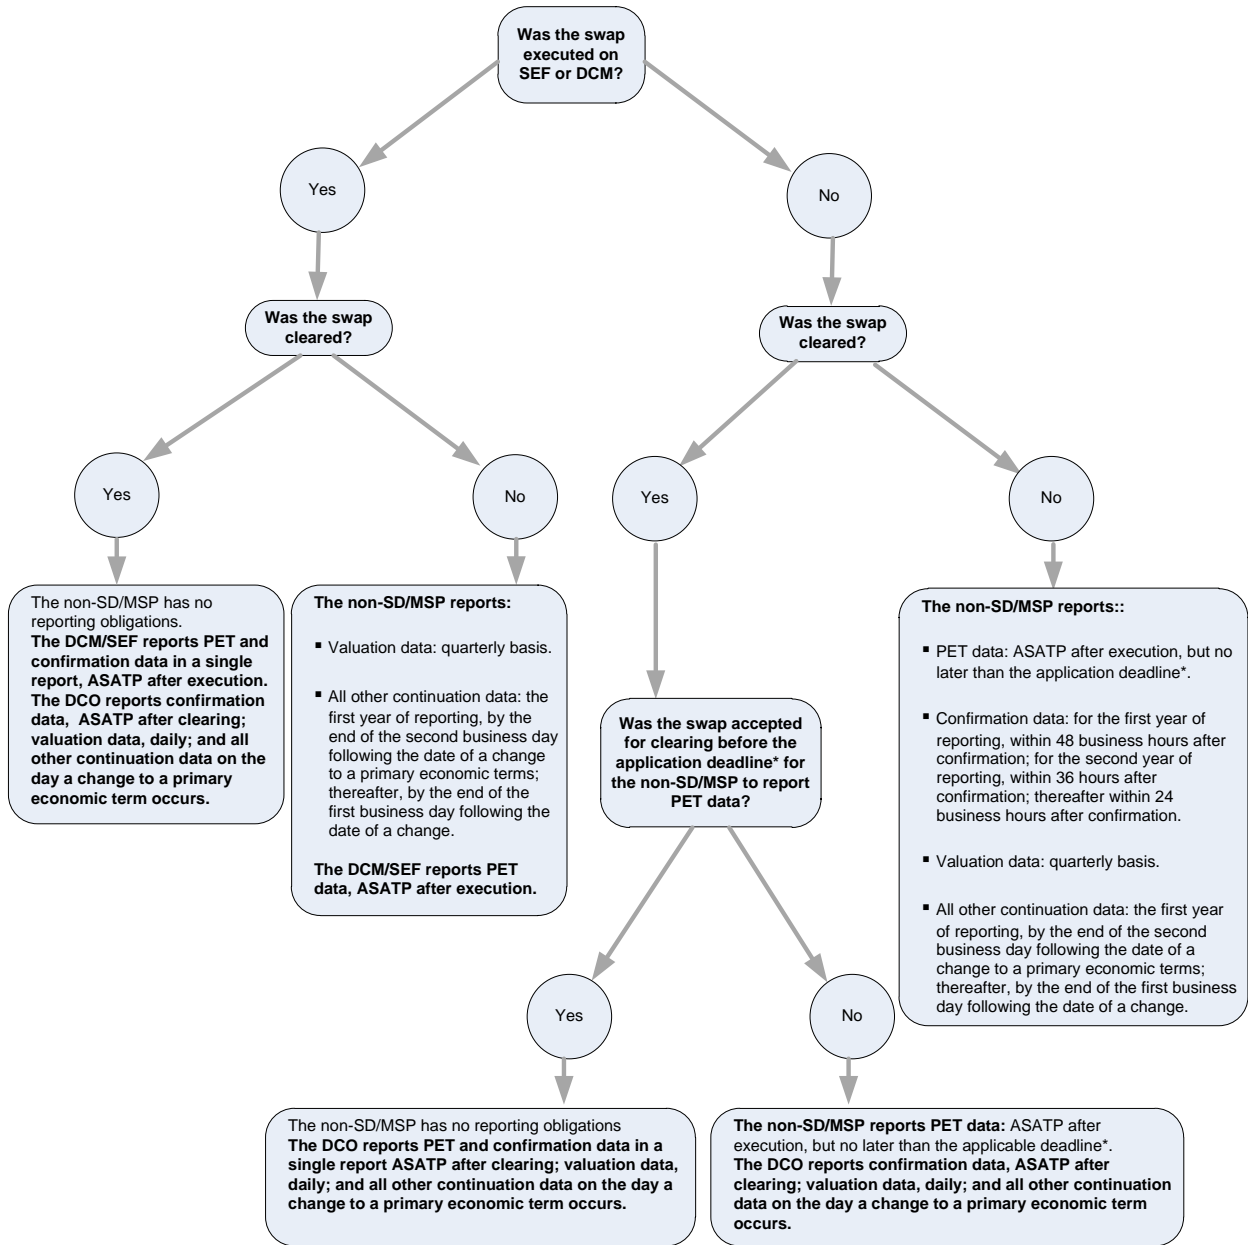 Was the swap
executed on
SEF or DCM?
Yes
No
Was the swap
cleared?
Was the swap
cleared?
Yes
No
Yes
No
The non-SD/MSP has no
reporting obligations.
The DCM/SEF reports PET and
confirmation data in a single
report, ASATP after execution.
The DCO reports confirmation
data, ASATP after clearing;
valuation data, daily; and all
other continuation data on the
day a change to a primary
economic term occurs.
The non-SD/MSP reports:
▪ Valuation data: quarterly basis.
▪ All other continuation data: the
first year of reporting, by the
end of the second business day
following the date of a change
to a primary economic terms;
thereafter, by the end of the
first business day following the
date of a change.
The DCM/SEF reports PET
data, ASATP after execution.
Was the swap accepted
for clearing before the
application deadline* for
the non-SD/MSP to report
PET data?
The non-SD/MSP reports::
▪ PET data: ASATP after execution, but no
later than the application deadline*.
▪ Confirmation data: for the first year of
reporting, within 48 business hours after
confirmation; for the second year of
reporting, within 36 hours after
confirmation; thereafter within 24
business hours after confirmation.
▪ Valuation data: quarterly basis.
▪ All other continuation data: the first year
of reporting, by the end of the second
business day following the date of a
change to a primary economic terms;
thereafter, by the end of the first business
day following the date of a change.
Yes
No
The non-SD/MSP has no reporting obligations
The DCO reports PET and confirmation data in a
single report ASATP after clearing; valuation data,
daily; and all other continuation data on the day a
change to a primary economic term occurs.
The non-SD/MSP reports PET data: ASATP after
execution, but no later than the applicable deadline*.
The DCO reports confirmation data, ASATP after
clearing; valuation data, daily; and all other continuation
data on the day a change to a primary economic term
occurs.